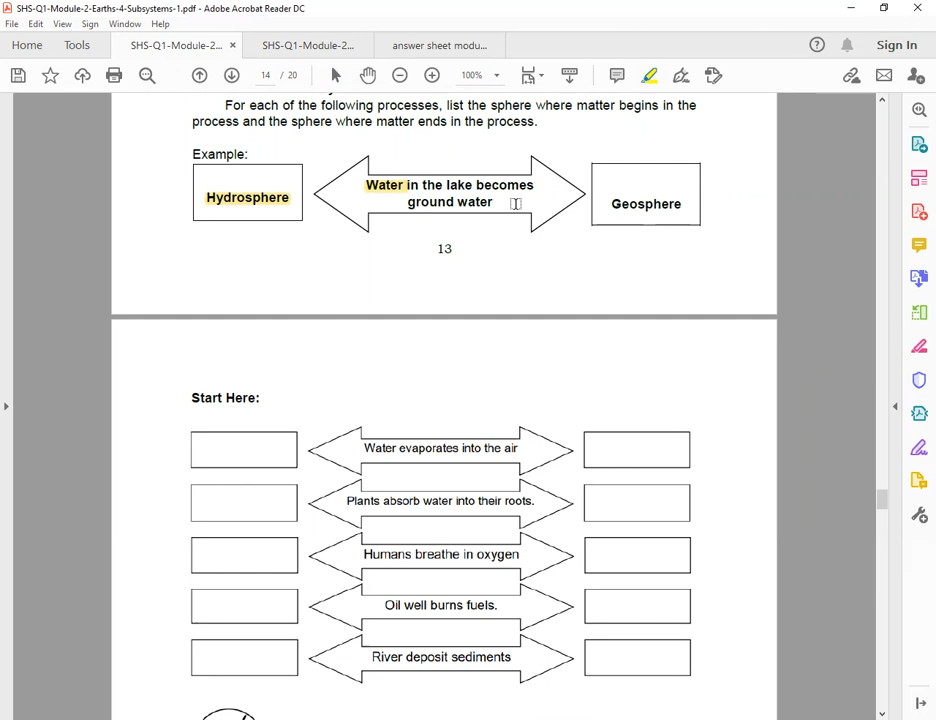 SHS-Q1-Module-2-Earths-4-Subsystems-1.pdf - Adobe Acrobat Reader DC
File Edit View Sign Window Help
Home Tools SHS-Q1-Module-2... × SHS-Q1-Module-2... answer sheet modu... Sign In
14 / 20 100%
For each of the following processes, list the sphere where matter begins in the
process and the sphere where matter ends in the process.
Example:
Hydrosphere
Water in the lake becomes
ground water
Geosphere
13
Start Here:
Water evaporates into the air
Plants absorb water into their roots.
Humans breathe in oxygen
Oil well burns fuels.
River deposit sediments